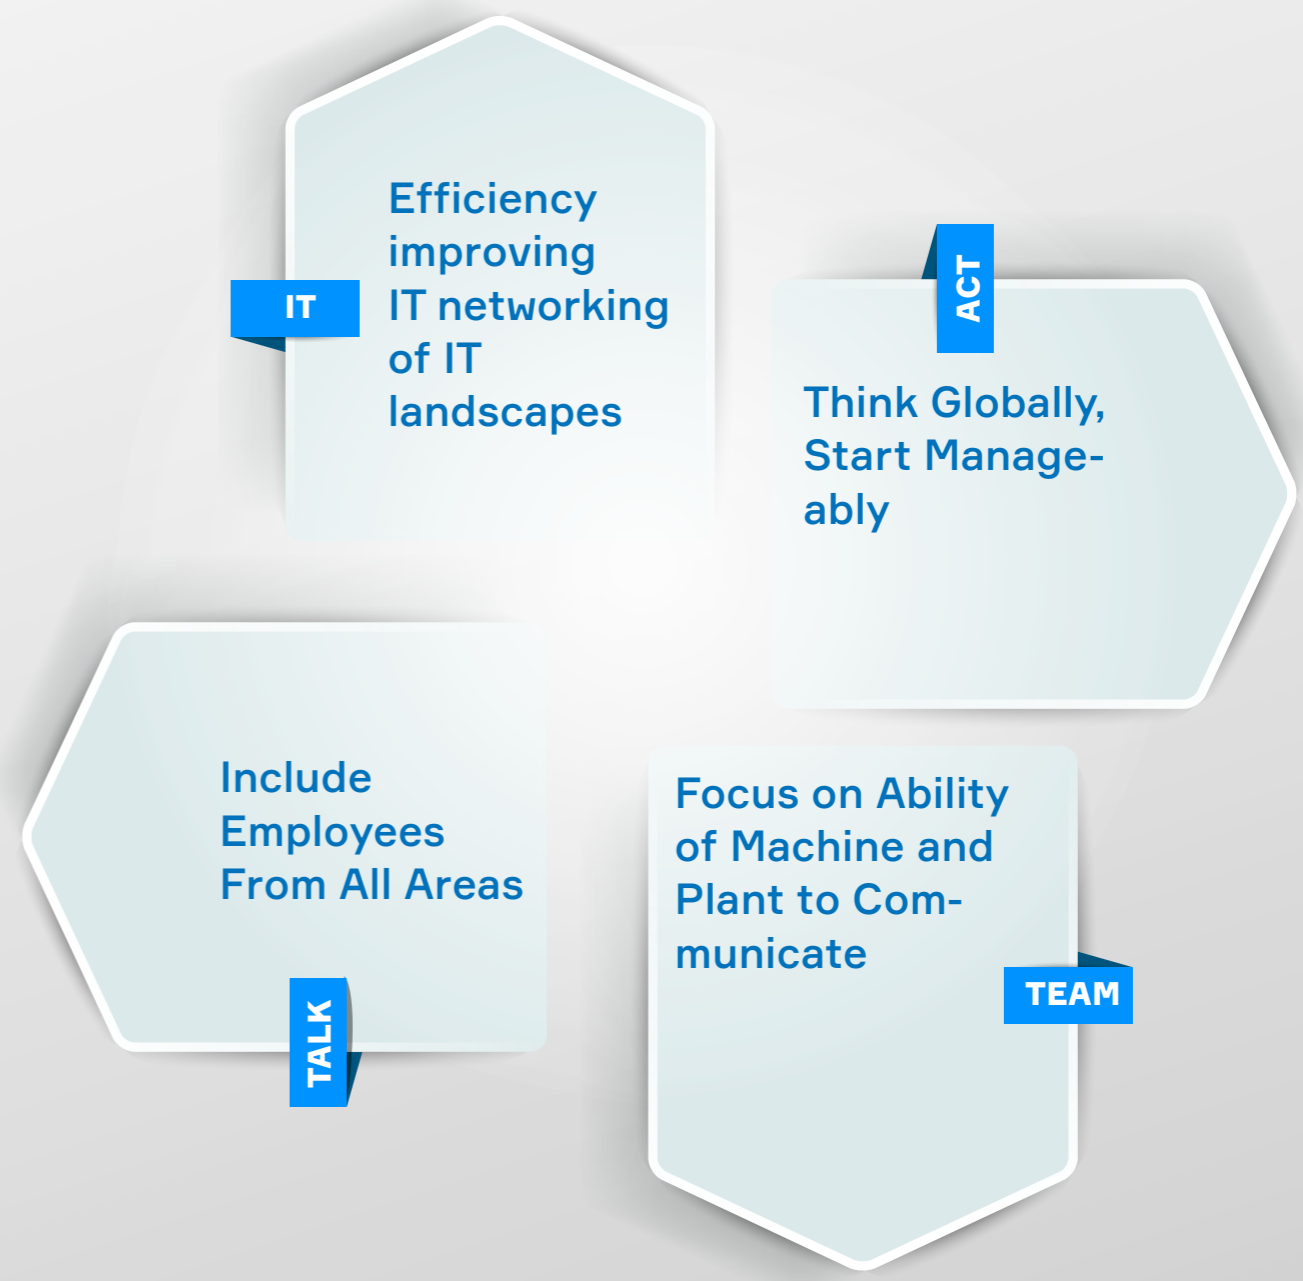 Efficiency
improving
IT networking
of IT
landscapes
IT
ACT
Think Globally,
Start Manage-
ably
Include
Employees
From All Areas
TALK
Focus on Ability
of Machine and
Plant to Com-
municate
TEAM